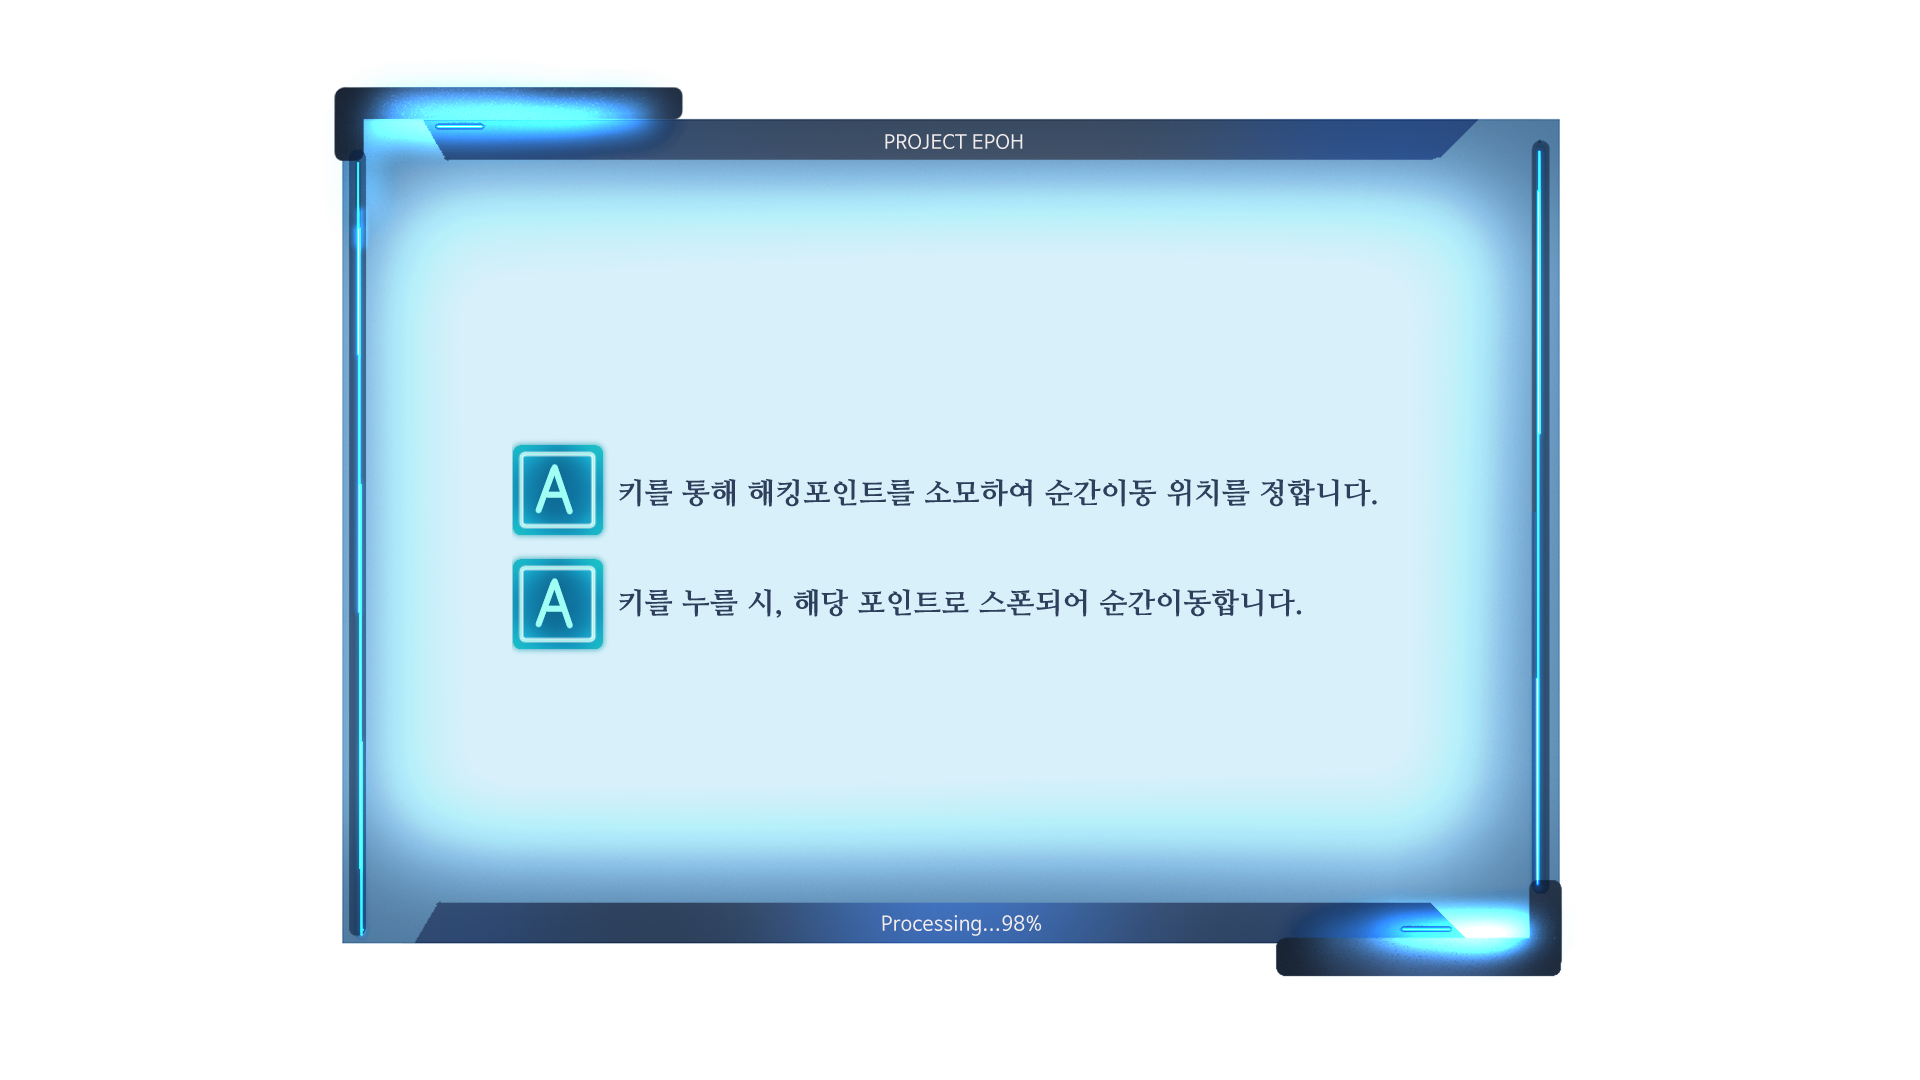 PROJECT EPOH
A 키를 통해 해킹포인트를 소모하여 순간이동 위치를 정합니다.
A 키를 누를 시, 해당 포인트로 스폰되어 순간이동합니다.
Processing...98%